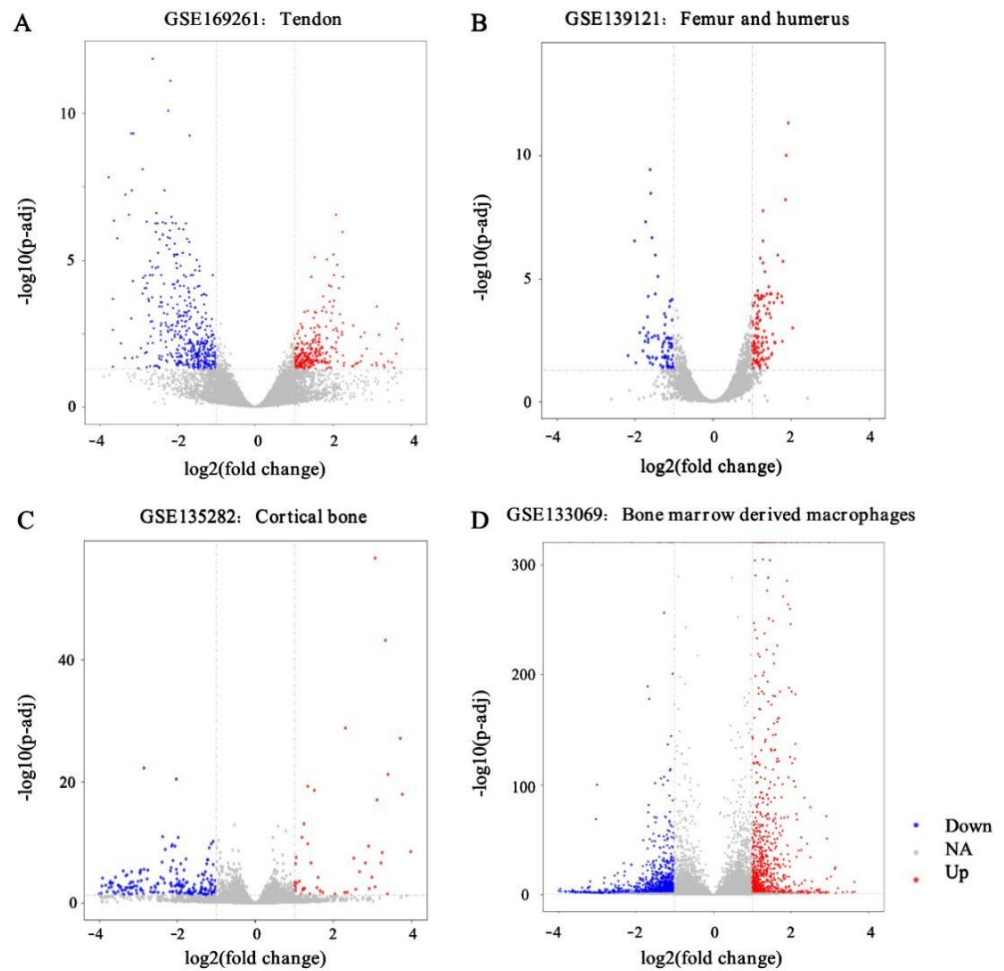 A
GSE169261: Tendon
-log10(p-adj)
10
5
0
-4
-2
0
2
4
log2(fold change)
B
GSE139121: Femur and humerus
-log10(p-adj)
10
5
0
-4
-2
0
2
4
log2(fold change)
C
GSE135282: Cortical bone
-log10(p-adj)
40
20
0
-4
-2
0
2
4
log2(fold change)
D
GSE133069: Bone marrow derived macrophages
-log10(p-adj)
300
200
100
0
-4
-2
0
2
4
log2(fold change)
Down
NA
Up